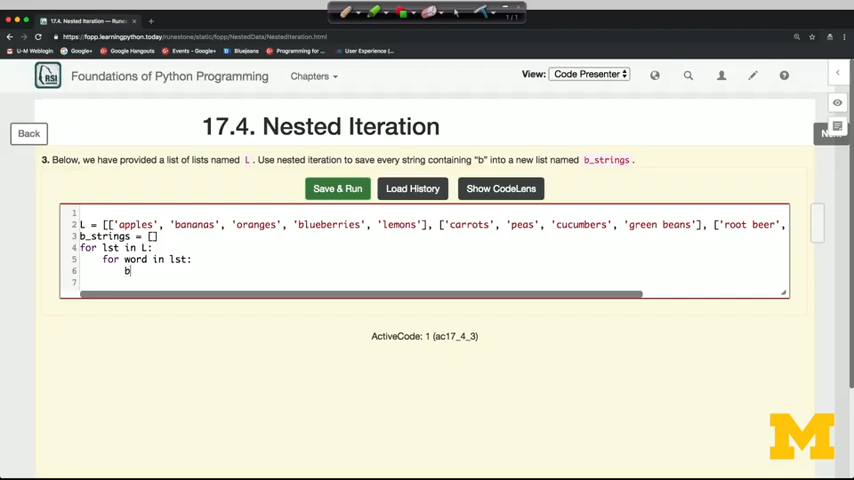 1/1
17.4. Nested Iteration — Rune
https://fopp.learningpython.today/runestone/static/fopp/NestedData/NestedIteration.html
U-M Weblogin Google+ Google Hangouts Events - Google+ Bluejeans Programming for ... User Experience (...
RSI Foundations of Python Programming Chapters View: Code Presenter
Back
17.4. Nested Iteration
3. Below, we have provided a list of lists named L. Use nested iteration to save every string containing "b" into a new list named b_strings.
Save & Run Load History Show CodeLens
1
2 L = [['apples', 'bananas', 'oranges', 'blueberries', 'lemons'], ['carrots', 'peas', 'cucumbers', 'green beans'], ['root beer',
3 b_strings = []
4 for lst in L:
5 for word in lst:
6 b
7
ActiveCode: 1 (ac17_4_3)
M